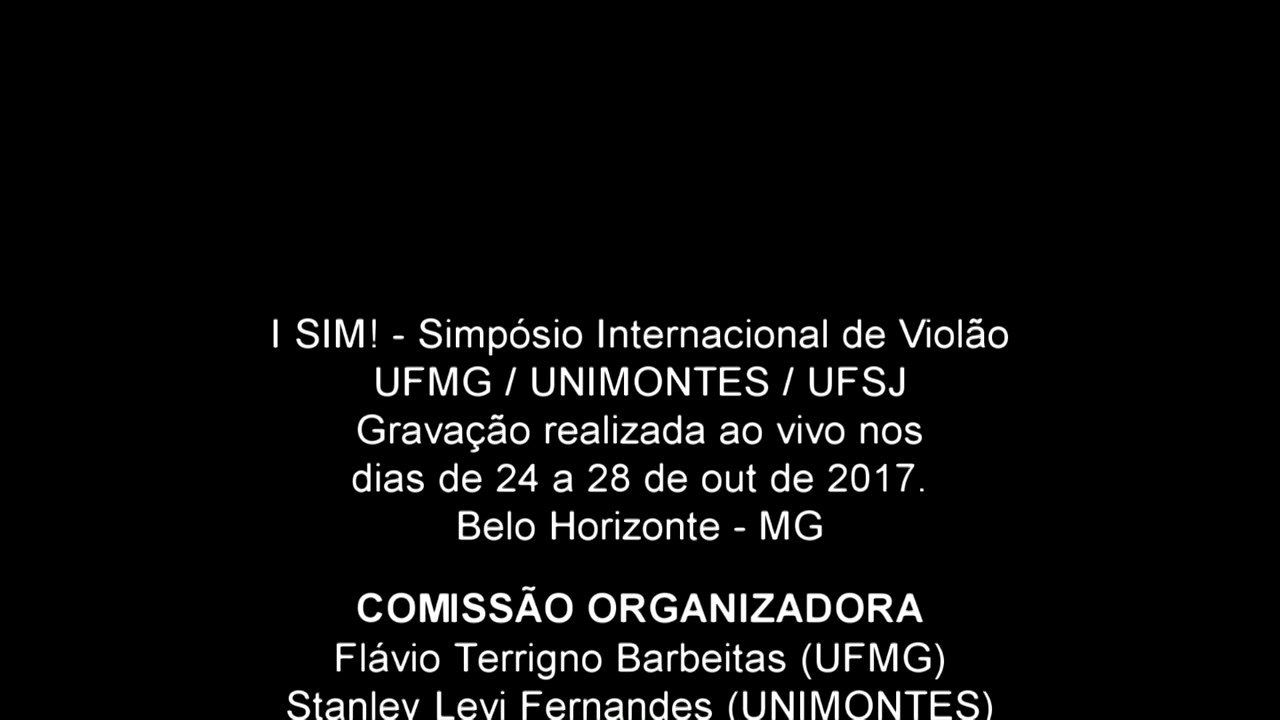 I SIM! - Simpósio Internacional de Violão
UFMG / UNIMONTES / UFSJ
Gravação realizada ao vivo nos
dias de 24 a 28 de out de 2017.
Belo Horizonte - MG
COMISSÃO ORGANIZADORA
Flávio Terrigno Barbeitas (UFMG)
Stanley Levi Fernandes (UNIMONTES)